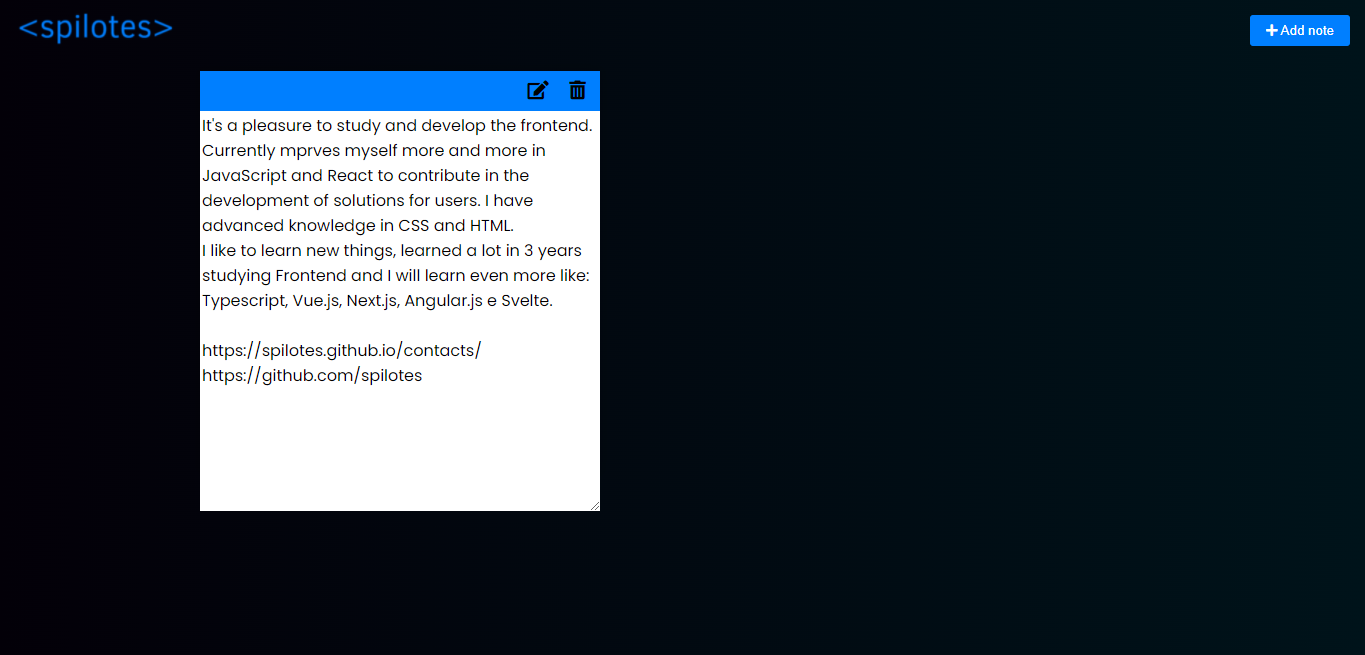 <spilotes>
Add note
It's a pleasure to study and develop the frontend.
Currently mprves myself more and more in
JavaScript and React to contribute in the
development of solutions for users. I have
advanced knowledge in CSS and HTML.
I like to learn new things, learned a lot in 3 years
studying Frontend and I will learn even more like:
Typescript, Vue.js, Next.js, Angular.js e Svelte.
https://spilotes.github.io/contacts/
https://github.com/spilotes